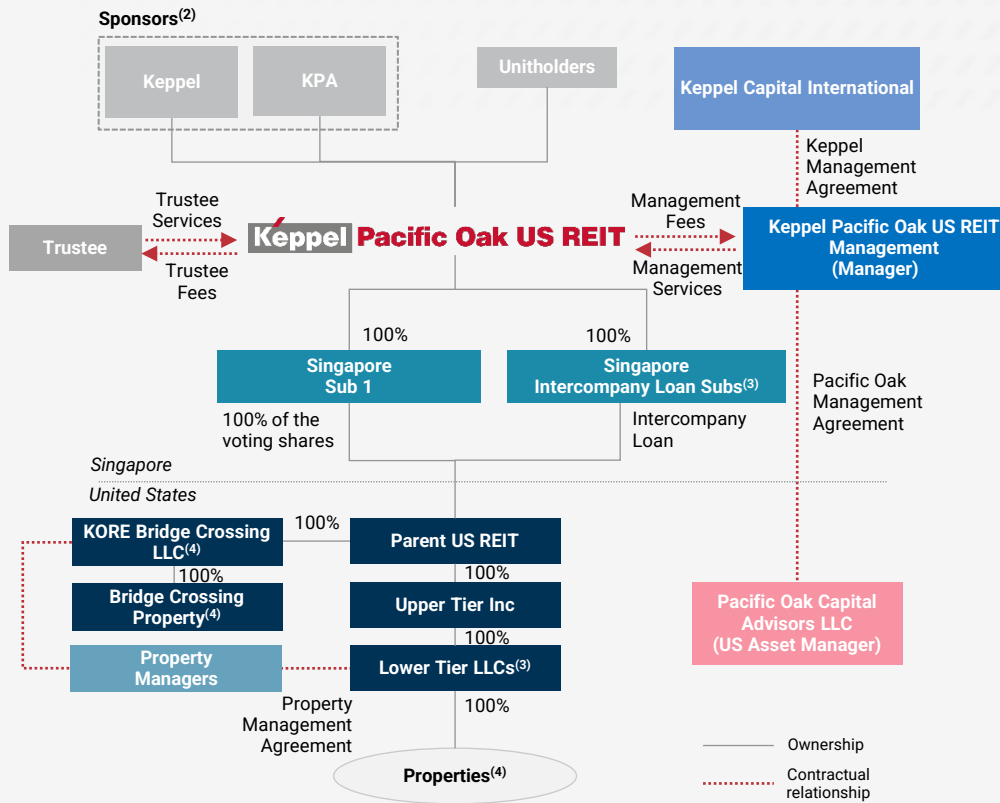 Sponsors(2)
Keppel
KPA
Unitholders
Keppel Capital International
Keppel
Management
Agreement
Trustee
Services
Trustee
Trustee
Fees
Keppel Pacific Oak US REIT
Management
Fees
Management
Services
Keppel Pacific Oak US REIT
Management
(Manager)
100%
100%
Singapore
Sub 1
Singapore
Intercompany Loan Subs(3)
Pacific Oak
Management
Agreement
100% of the
voting shares
Intercompany
Loan
Singapore
United States
KORE Bridge Crossing
LLC(4)
100%
Parent US REIT
100%
100%
Bridge Crossing
Property(4)
Upper Tier Inc
100%
Pacific Oak Capital
Advisors LLC
(US Asset Manager)
Property
Managers
Lower Tier LLCs(3)
100%
Property
Management
Agreement
Properties(4)
Ownership
Contractual
relationship